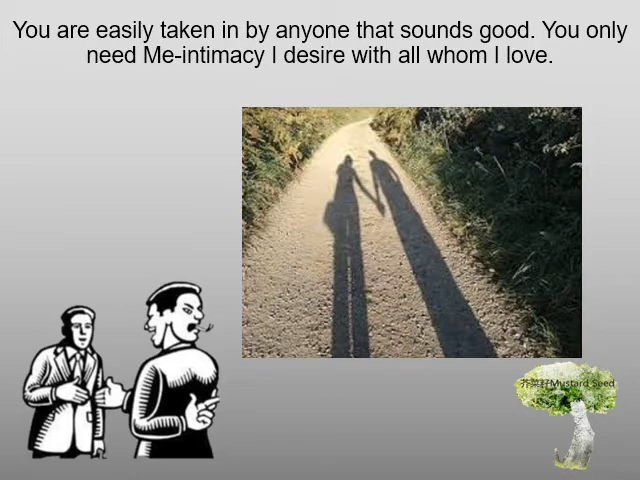 You are easily taken in by anyone that sounds good. You only
need Me-intimacy I desire with all whom I love.
芥菜籽Mustard Seed